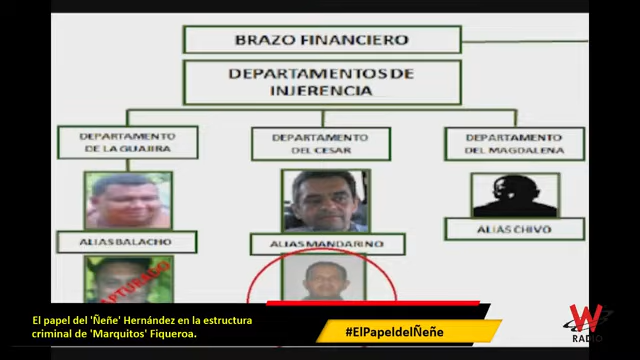 BRAZO FINANCIERO
DEPARTAMENTOS DE
INJERENCIA
DEPARTAMENTO
DE LA GUAJIRA
DEPARTAMENTO
DEL CESAR
DEPARTAMENTO
DEL MAGDALENA
ALIAS BALACHO
ALIAS MANDARINO
ALIAS CHIVO
CAPTURADO
El papel del 'Ñeñe' Hernández en la estructura
criminal de 'Marquitos' Figueroa.
#ElPapeldelÑeñe
W
RADIO